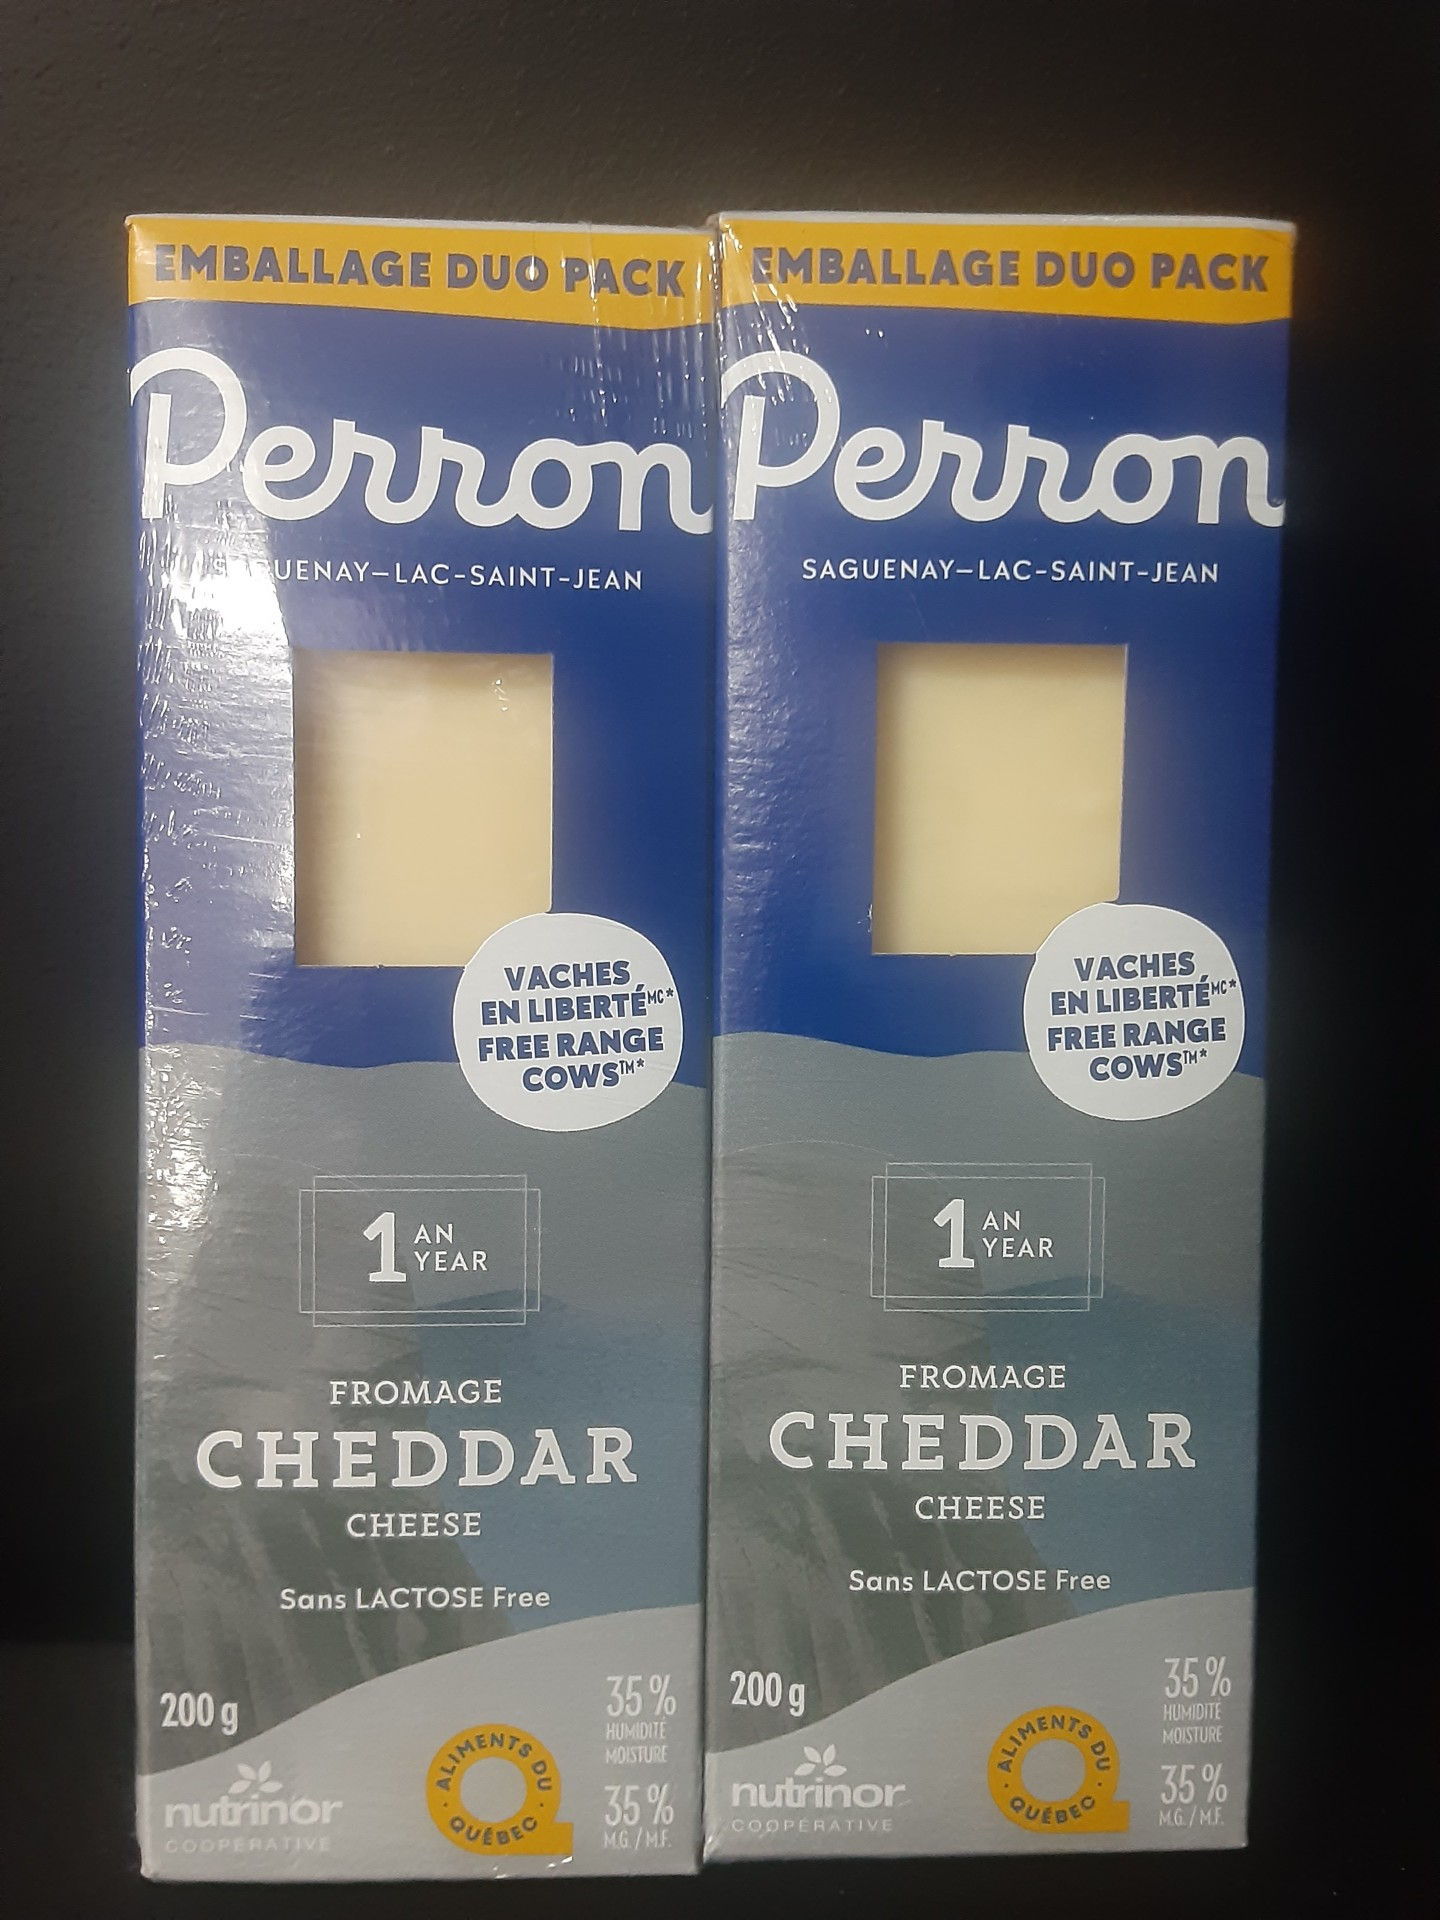 EMBALLAGE DUO PACK
Perron
SAGUENAY–LAC-SAINT-JEAN
VACHES
EN LIBERTÉMC*
FREE RANGE
COWSTM*
1 AN
YEAR
FROMAGE
CHEDDAR
CHEESE
Sans LACTOSE Free
200 g
35 %
HUMIDITÉ
MOISTURE
35 %
M.G. / M.F.
nutrinor
COOPÉRATIVE
ALIMENTS DU QUÉBEC
EMBALLAGE DUO PACK
Perron
SAGUENAY–LAC-SAINT-JEAN
VACHES
EN LIBERTÉMC*
FREE RANGE
COWSTM*
1 AN
YEAR
FROMAGE
CHEDDAR
CHEESE
Sans LACTOSE Free
200 g
35 %
HUMIDITÉ
MOISTURE
35 %
M.G. / M.F.
nutrinor
COOPÉRATIVE
ALIMENTS DU QUÉBEC